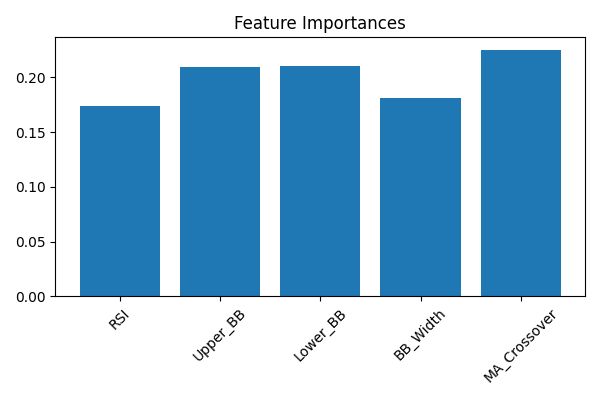 Feature Importances
0.20
0.15
0.10
0.05
0.00
RSI
Upper_BB
Lower_BB
BB_Width
MA_Crossover